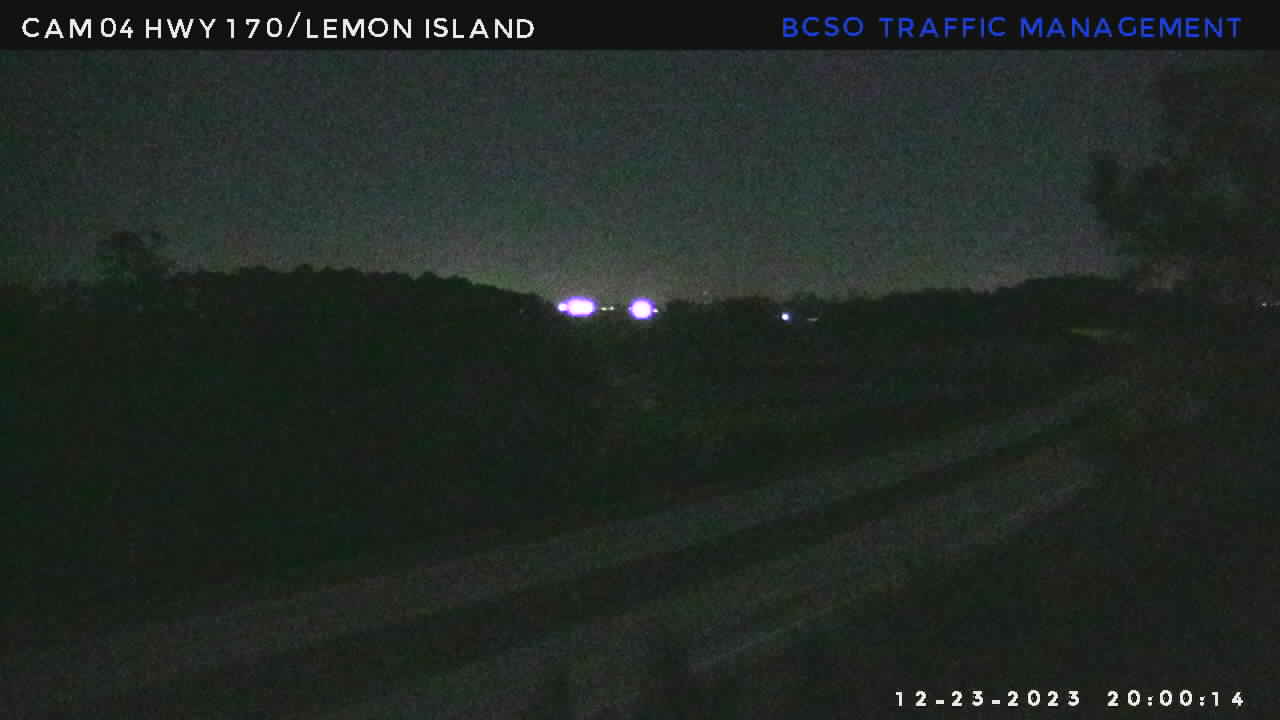 CAM04 HWY 170/LEMON ISLAND
BCSO TRAFFIC MANAGEMENT
12-23-2023 20:00:14